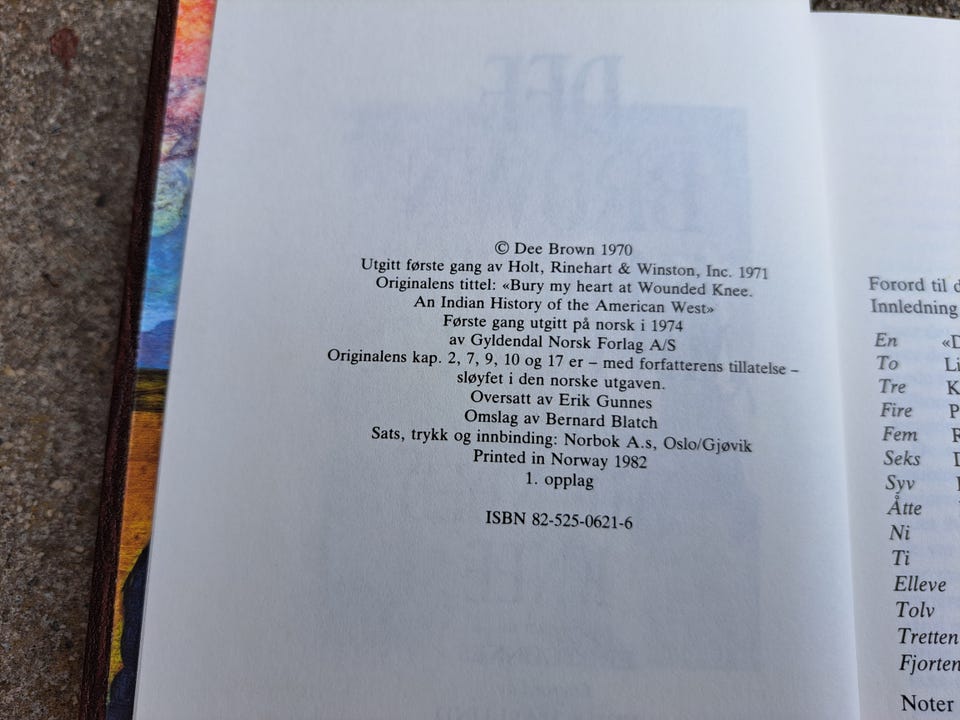 © Dee Brown 1970
Utgitt første gang av Holt, Rinehart & Winston, Inc. 1971
Originalens tittel: «Bury my heart at Wounded Knee.
An Indian History of the American West»
Første gang utgitt på norsk i 1974
av Gyldendal Norsk Forlag A/S
Originalens kap. 2, 7, 9, 10 og 17 er – med forfatterens tillatelse –
sløyfet i den norske utgaven.
Oversatt av Erik Gunnes
Omslag av Bernard Blatch
Sats, trykk og innbinding: Norbok A.s, Oslo/Gjøvik
Printed in Norway 1982
1. opplag
ISBN 82-525-0621-6
Forord til
Innledning
En
To
Tre
Fire
Fem
Seks
Syv
Åtte
Ni
Ti
Elleve
Tolv
Tretten
Fjorten
Noter